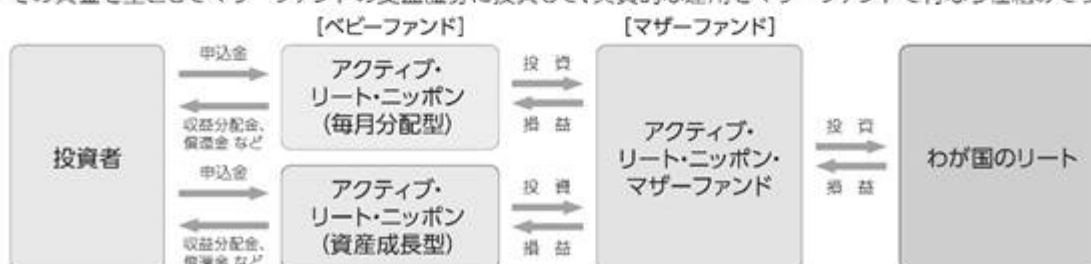 [ベビーファンド]
[マザーファンド]
投資者
申込金
収益分配金、
償還金 など
アクティブ・
リート・ニッポン
(毎月分配型)
投 資
損 益
申込金
収益分配金、
償還金 など
アクティブ・
リート・ニッポン
(資産成長型)
投 資
損 益
アクティブ・
リート・ニッポン・
マザーファンド
投 資
損 益
わが国のリート